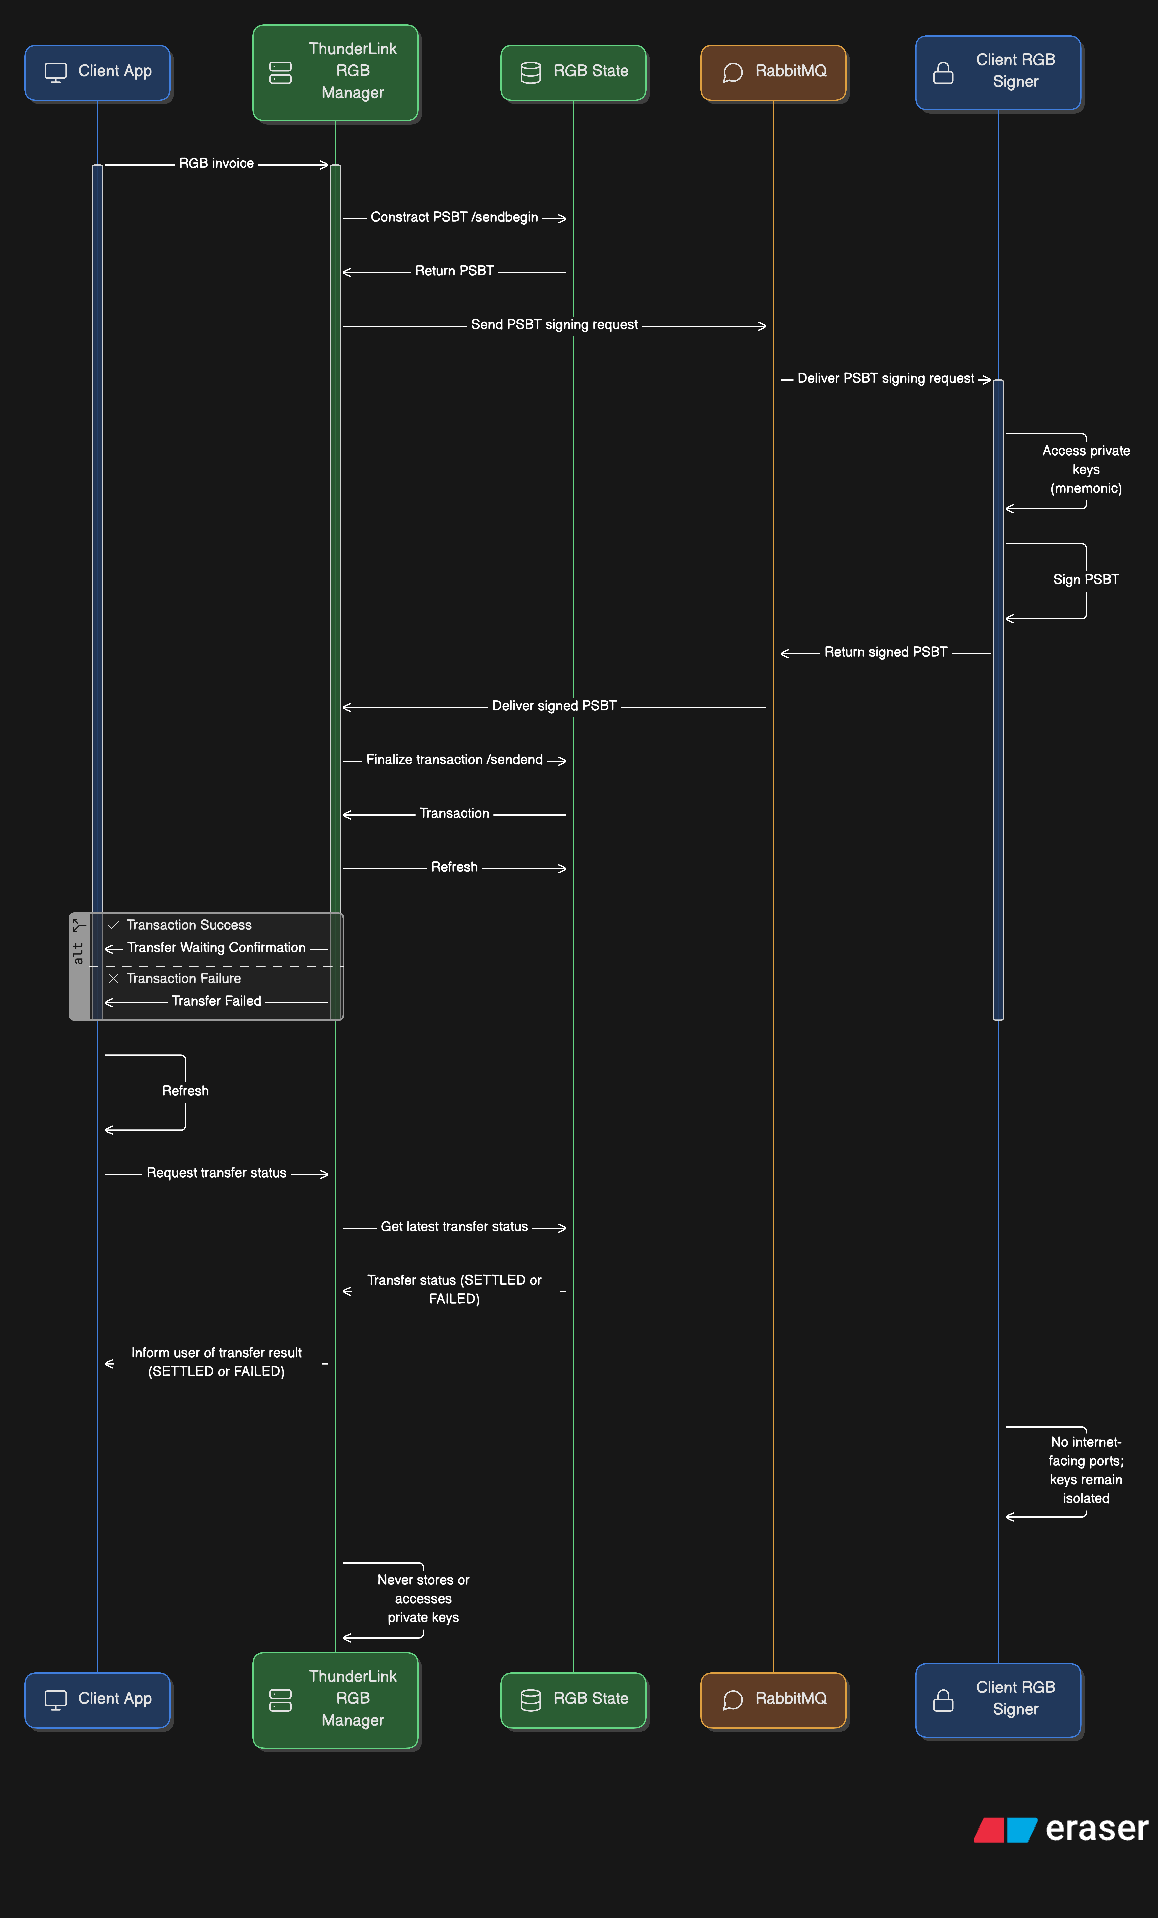 Client App
ThunderLink
RGB
Manager
RGB State
RabbitMQ
Client RGB
Signer
RGB invoice
Constract PSBT /sendbegin
Return PSBT
Send PSBT signing request
Deliver PSBT signing request
Access private
keys
(mnemonic)
Sign PSBT
Return signed PSBT
Deliver signed PSBT
Finalize transaction /sendend
Transaction
Refresh
alt
Transaction Success
Transfer Waiting Confirmation
Transaction Failure
Transfer Failed
Refresh
Request transfer status
Get latest transfer status
Transfer status (SETTLED or
FAILED)
Inform user of transfer result
(SETTLED or FAILED)
No internet-
facing ports;
keys remain
isolated
Never stores or
accesses
private keys
Client App
ThunderLink
RGB
Manager
RGB State
RabbitMQ
Client RGB
Signer
eraser